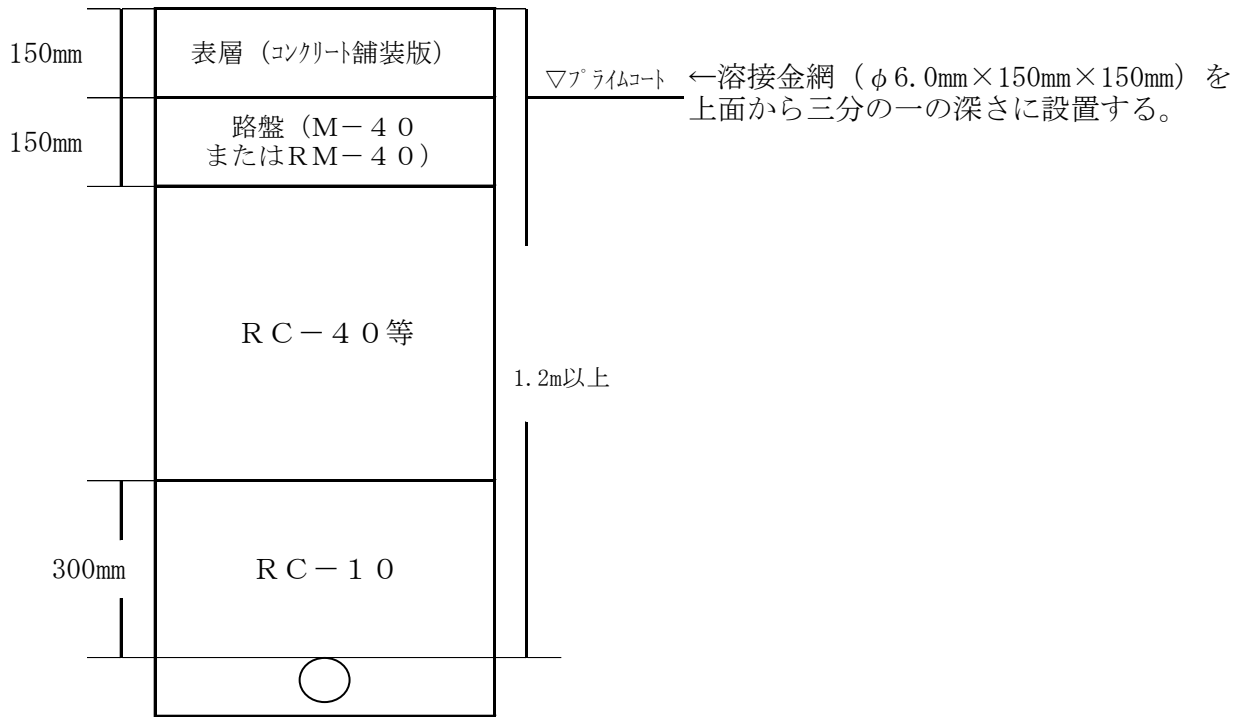 150mm
表層（ｺﾝｸﾘｰﾄ舗装版）
▽ﾌﾟﾗｲﾑｺｰﾄ
←溶接金網（φ6.0mm×150mm×150mm）を
上面から三分の一の深さに設置する。
150mm
路盤（Ｍ－４０
またはＲＭ－４０）
ＲＣ－４０等
1.2m以上
300mm
ＲＣ－１０